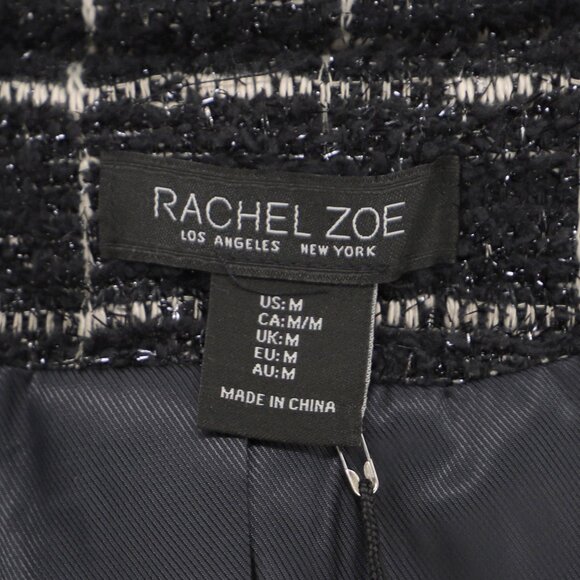 RACHEL ZOE
LOS ANGELES NEW YORK
US: M
CA: M/M
UK: M
EU: M
AU: M
MADE IN CHINA